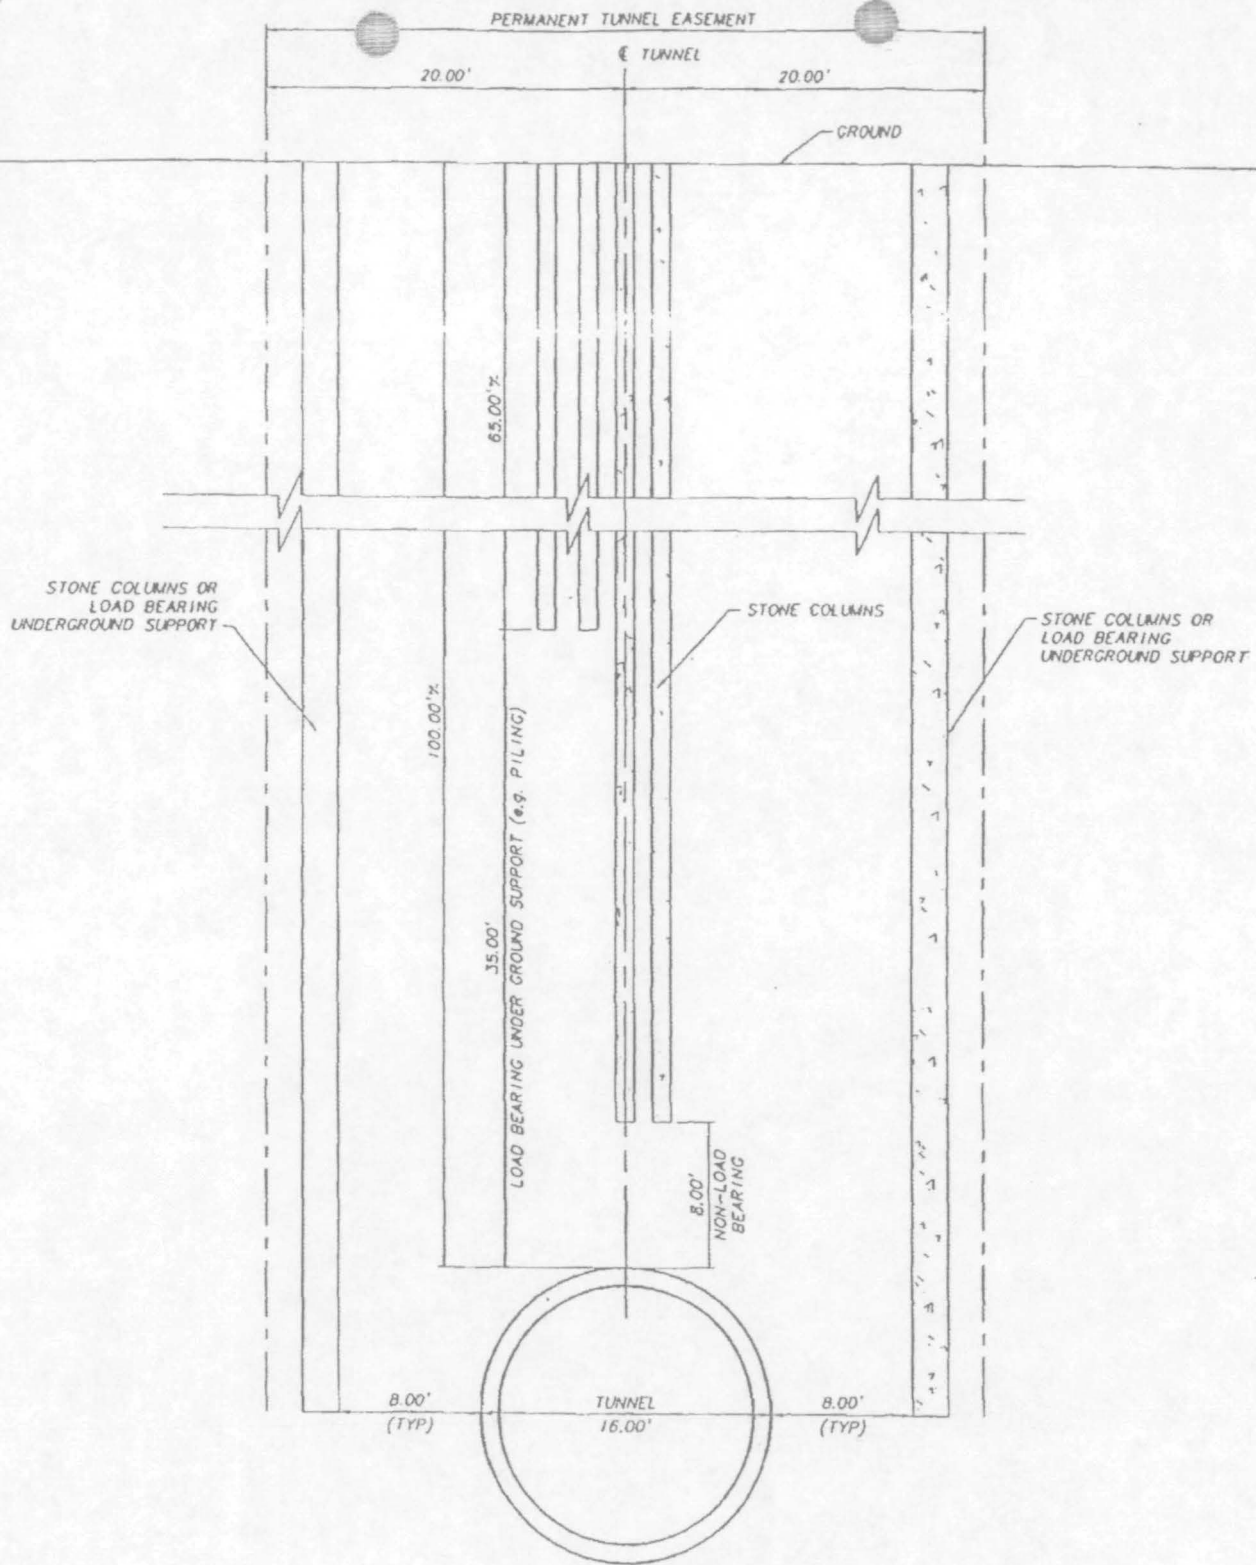 PERMANENT TUNNEL EASEMENT
℄ TUNNEL
20.00'
20.00'
GROUND
65.00'%
STONE COLUMNS OR
LOAD BEARING
UNDERGROUND SUPPORT
STONE COLUMNS
STONE COLUMNS OR
LOAD BEARING
UNDERGROUND SUPPORT
100.00'%
35.00'
LOAD BEARING UNDER GROUND SUPPORT (e.g. PILING)
8.00'
NON-LOAD
BEARING
8.00'
(TYP)
TUNNEL
16.00'
8.00'
(TYP)